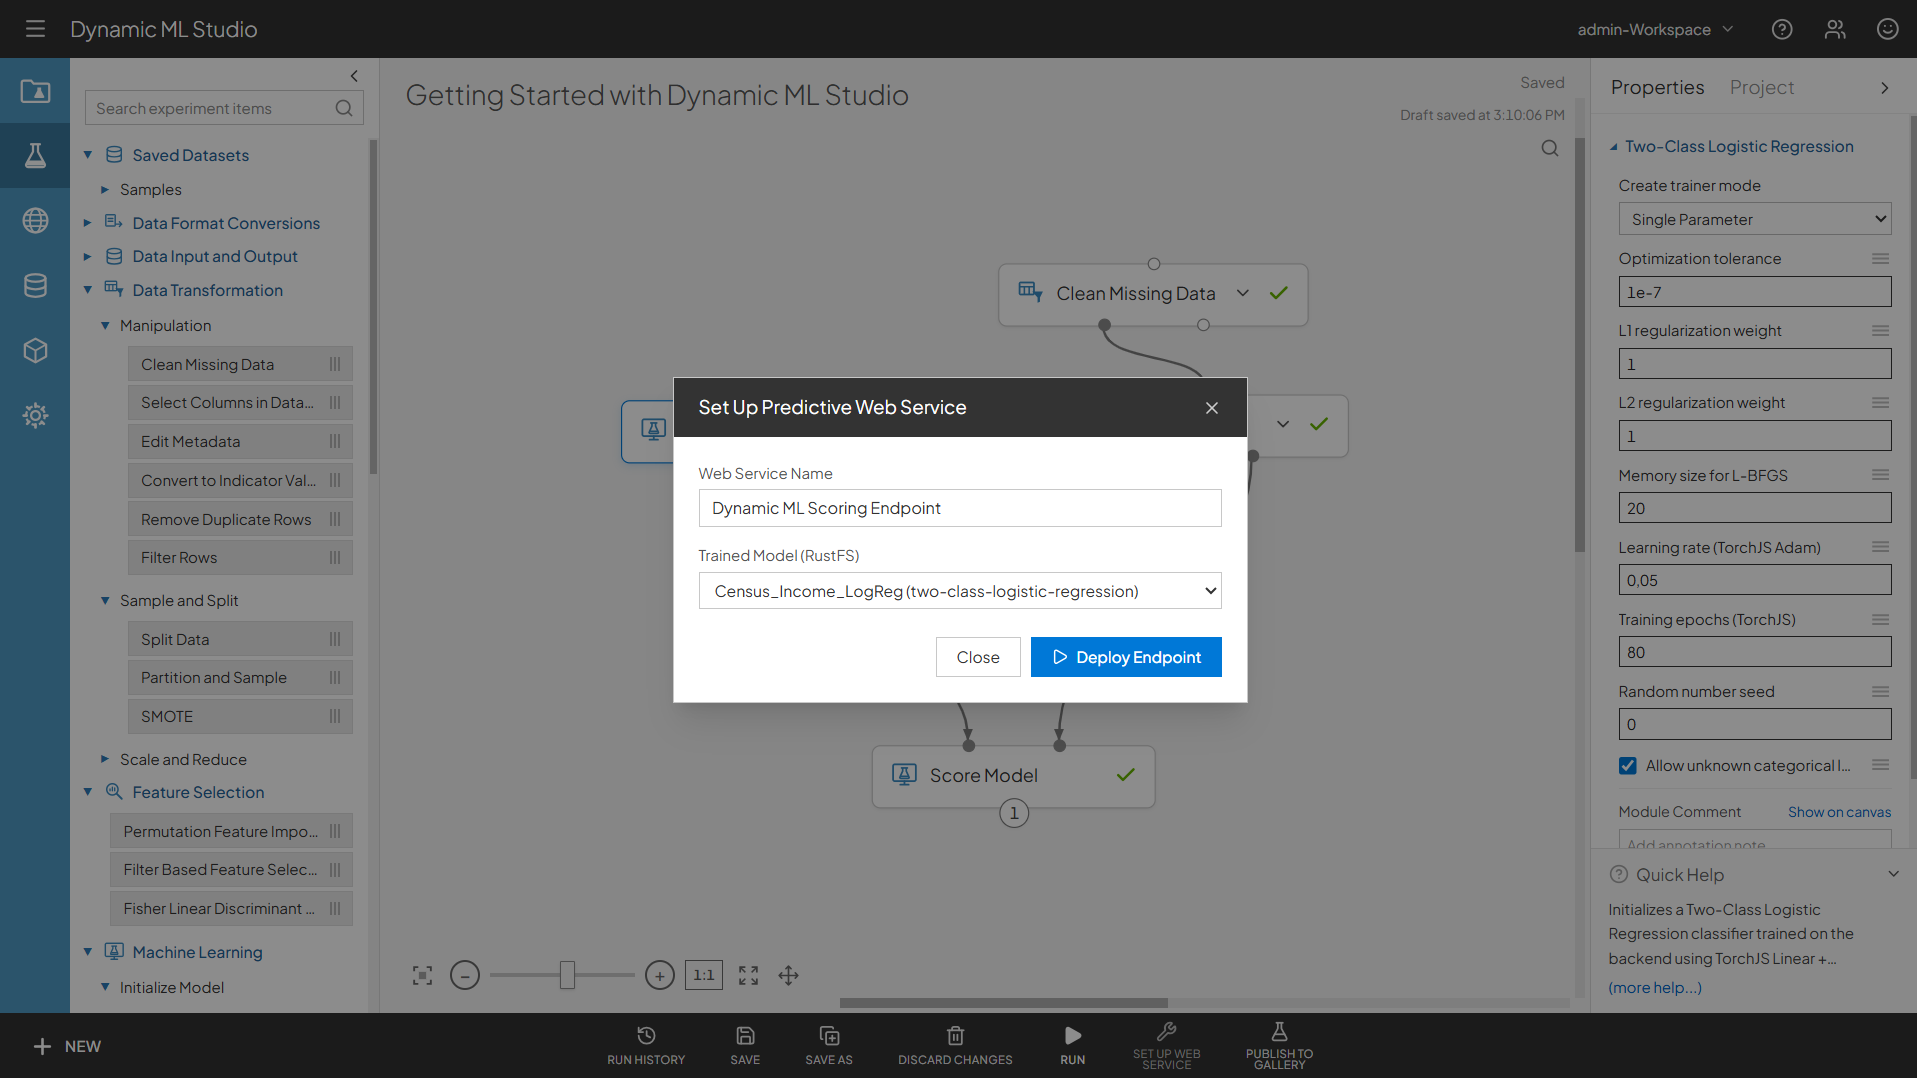 Dynamic ML Studio
admin-Workspace
Search experiment items
Saved Datasets
Samples
Data Format Conversions
Data Input and Output
Data Transformation
Manipulation
Clean Missing Data
Select Columns in Data...
Edit Metadata
Convert to Indicator Val...
Remove Duplicate Rows
Filter Rows
Sample and Split
Split Data
Partition and Sample
SMOTE
Scale and Reduce
Feature Selection
Permutation Feature Impo...
Filter Based Feature Selec...
Fisher Linear Discriminant ...
Machine Learning
Initialize Model
Getting Started with Dynamic ML Studio
Saved
Draft saved at 3:10:06 PM
Clean Missing Data
Set Up Predictive Web Service
Web Service Name
Dynamic ML Scoring Endpoint
Trained Model (RustFS)
Census_Income_LogReg (two-class-logistic-regression)
Close
Deploy Endpoint
Score Model
1
1:1
Properties
Project
Two-Class Logistic Regression
Create trainer mode
Single Parameter
Optimization tolerance
1e-7
L1 regularization weight
1
L2 regularization weight
1
Memory size for L-BFGS
20
Learning rate (TorchJS Adam)
0,05
Training epochs (TorchJS)
80
Random number seed
0
Allow unknown categorical l...
Module Comment
Show on canvas
Add annotation note
Quick Help
Initializes a Two-Class Logistic
Regression classifier trained on the
backend using TorchJS Linear +...
(more help...)
NEW
RUN HISTORY
SAVE
SAVE AS
DISCARD CHANGES
RUN
SET UP WEB
SERVICE
PUBLISH TO
GALLERY